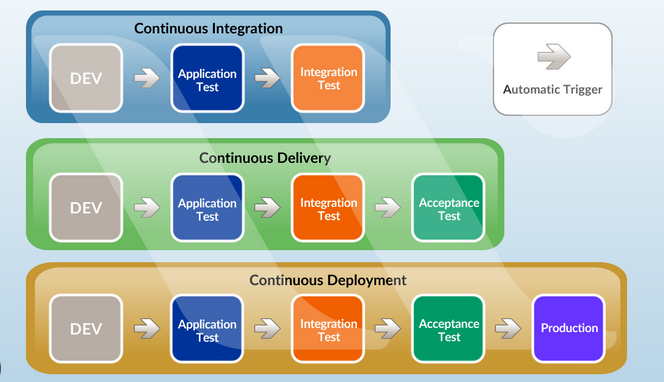 Continuous Integration
DEV
Application
Test
Integration
Test
Automatic Trigger
Continuous Delivery
DEV
Application
Test
Integration
Test
Acceptance
Test
Continuous Deployment
DEV
Application
Test
Integration
Test
Acceptance
Test
Production